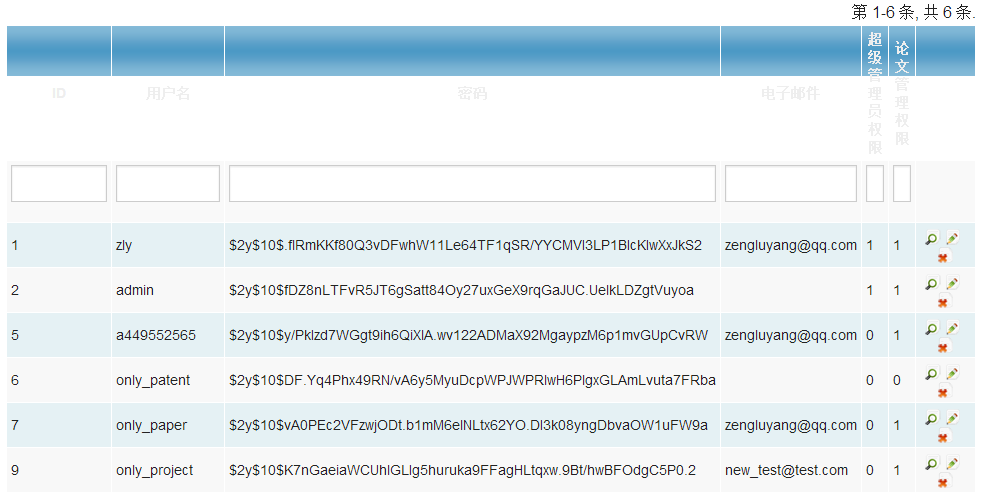 第 1-6 条, 共 6 条.
ID 用户名 密码 电子邮件 超级管理员权限 论文管理权限
1 zly $2y$10$.flRmKKf80Q3vDFwhW11Le64TF1qSR/YYCMVl3LP1BlcKlwXxJkS2 zengluyang@qq.com 1 1
2 admin $2y$10$fDZ8nLTFvR5JT6gSatt84Oy27uxGeX9rqGaJUC.UelkLDZgtVuyoa 1 1
5 a449552565 $2y$10$y/Pklzd7WGgt9ih6QiXlA.wv122ADMaX92MgaypzM6p1mvGUpCvRW zengluyang@qq.com 0 1
6 only_patent $2y$10$DF.Yq4Phx49RN/vA6y5MyuDcpWPJWPRlwH6PlgxGLAmLvuta7FRba 0 0
7 only_paper $2y$10$vA0PEc2VFzwjODt.b1mM6elNLtx62YO.Dl3k08yngDbvaOW1uFW9a zengluyang@qq.com 0 1
9 only_project $2y$10$K7nGaeiaWCUhlGLlg5huruka9FFagHLtqxw.9Bt/hwBFOdgC5P0.2 new_test@test.com 0 1